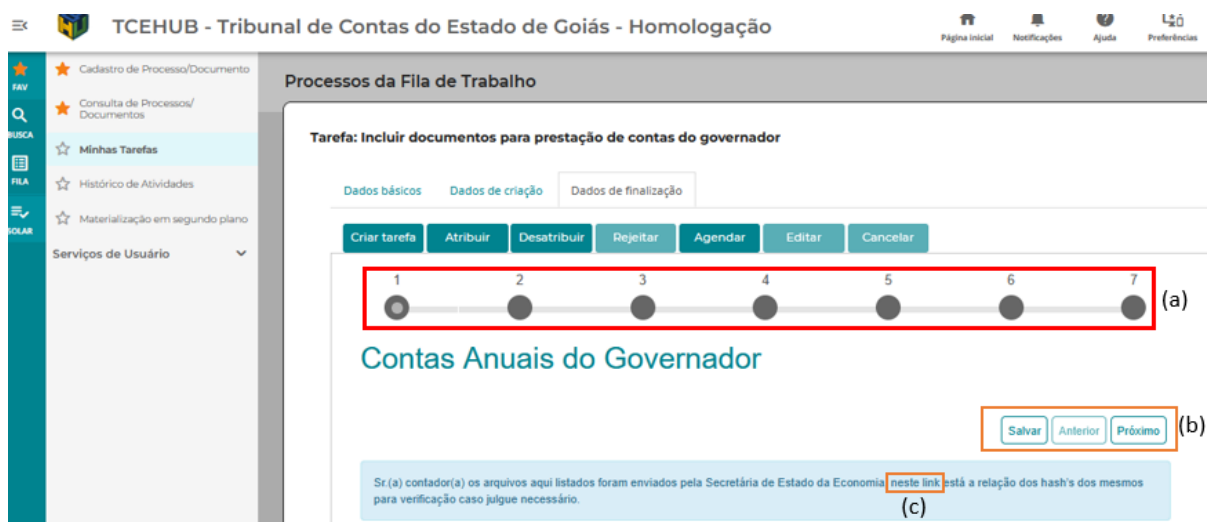 TCEHUB - Tribunal de Contas do Estado de Goiás - Homologação
Página Inicial
Notificações
Ajuda
Preferências
FAV
BUSCA
FILA
SOLAR
Cadastro de Processo/Documento
Consulta de Processos/
Documentos
Minhas Tarefas
Histórico de Atividades
Materialização em segundo plano
Serviços de Usuário
Processos da Fila de Trabalho
Tarefa: Incluir documentos para prestação de contas do governador
Dados básicos Dados de criação Dados de finalização
Criar tarefa Atribuir Desatribuir Rejeitar Agendar Editar Cancelar
1 2 3 4 5 6 7
(a)
Contas Anuais do Governador
Salvar Anterior Próximo (b)
Sr.(a) contador(a) os arquivos aqui listados foram enviados pela Secretária de Estado da Economia neste link está a relação dos hash's dos mesmos
para verificação caso julgue necessário.
(c)